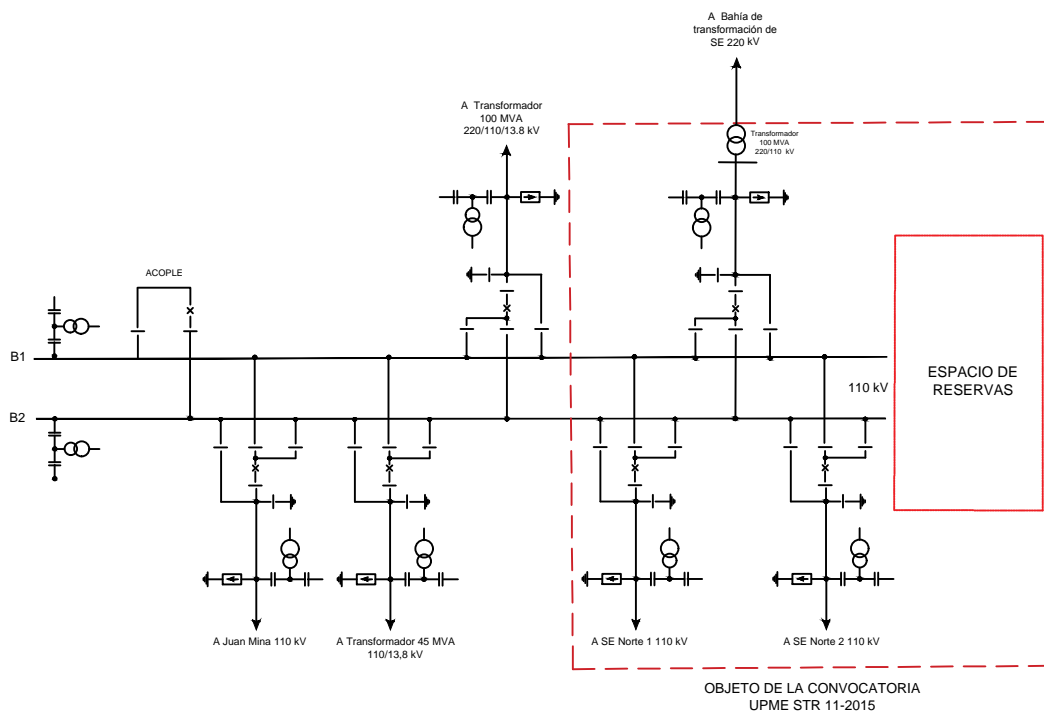 A Bahía de
transformación de
SE 220 kV
A Transformador
100 MVA
220/110/13.8 kV
Transformador
100 MVA
220/110 kV
ACOPLE
B1
110 kV
ESPACIO DE
RESERVAS
B2
A Juan Mina 110 kV
A Transformador 45 MVA
110/13,8 kV
A SE Norte 1 110 kV
A SE Norte 2 110 kV
OBJETO DE LA CONVOCATORIA
UPME STR 11-2015